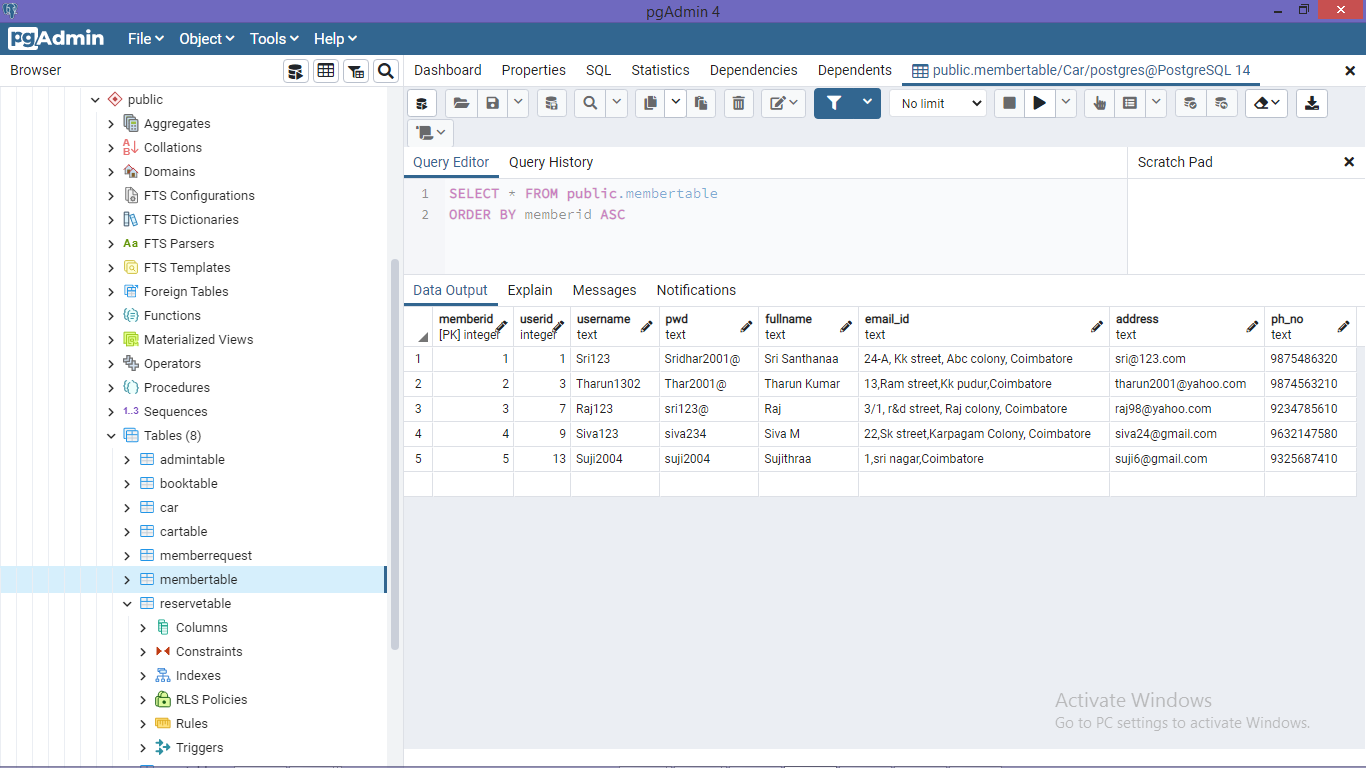 pgAdmin 4
pgAdmin File Object Tools Help
Browser
Dashboard Properties SQL Statistics Dependencies Dependents public.membertable/Car/postgres@PostgreSQL 14
No limit
public
Aggregates
Collations
Domains
FTS Configurations
FTS Dictionaries
Aa FTS Parsers
FTS Templates
Foreign Tables
Functions
Materialized Views
Operators
Procedures
1..3 Sequences
Tables (8)
admintable
booktable
car
cartable
memberrequest
membertable
reservetable
Columns
Constraints
Indexes
RLS Policies
Rules
Triggers
Query Editor Query History
Scratch Pad
1 SELECT * FROM public.membertable
2 ORDER BY memberid ASC
Data Output Explain Messages Notifications
memberid userid username pwd fullname email_id address ph_no
[PK] integer integer text text text text text text
1 1 1 Sri123 Sridhar2001@ Sri Santhanaa 24-A, Kk street, Abc colony, Coimbatore sri@123.com 9875486320
2 2 3 Tharun1302 Thar2001@ Tharun Kumar 13,Ram street,Kk pudur,Coimbatore tharun2001@yahoo.com 9874563210
3 3 7 Raj123 sri123@ Raj 3/1, r&d street, Raj colony, Coimbatore raj98@yahoo.com 9234785610
4 4 9 Siva123 siva234 Siva M 22,Sk street,Karpagam Colony, Coimbatore siva24@gmail.com 9632147580
5 5 13 Suji2004 suji2004 Sujithraa 1,sri nagar,Coimbatore suji6@gmail.com 9325687410
Activate Windows
Go to PC settings to activate Windows.